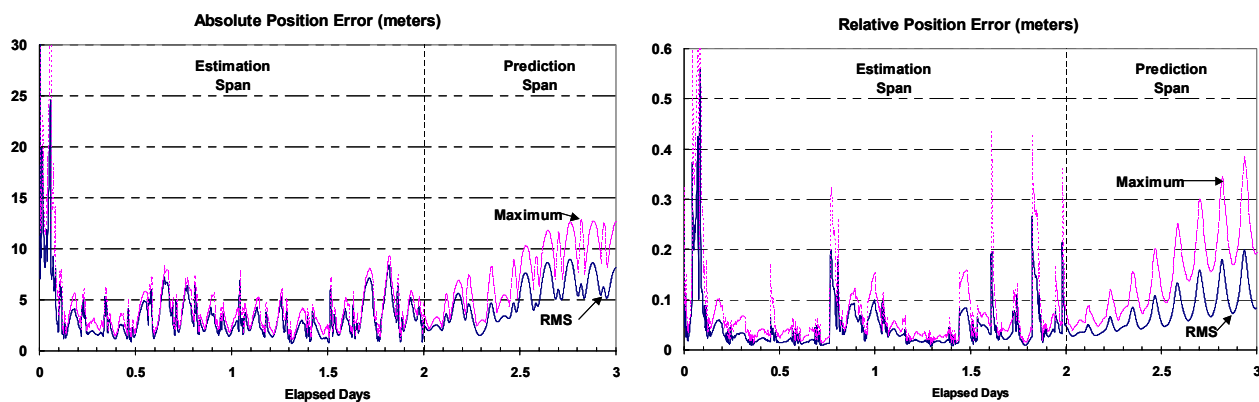 Absolute Position Error (meters)
30
25
20
15
10
5
0
Estimation
Span
Prediction
Span
Maximum
RMS
0
0.5
1
1.5
2
2.5
3
Elapsed Days
Relative Position Error (meters)
0.6
0.5
0.4
0.3
0.2
0.1
0
Estimation
Span
Prediction
Span
Maximum
RMS
0
0.5
1
1.5
2
2.5
3
Elapsed Days